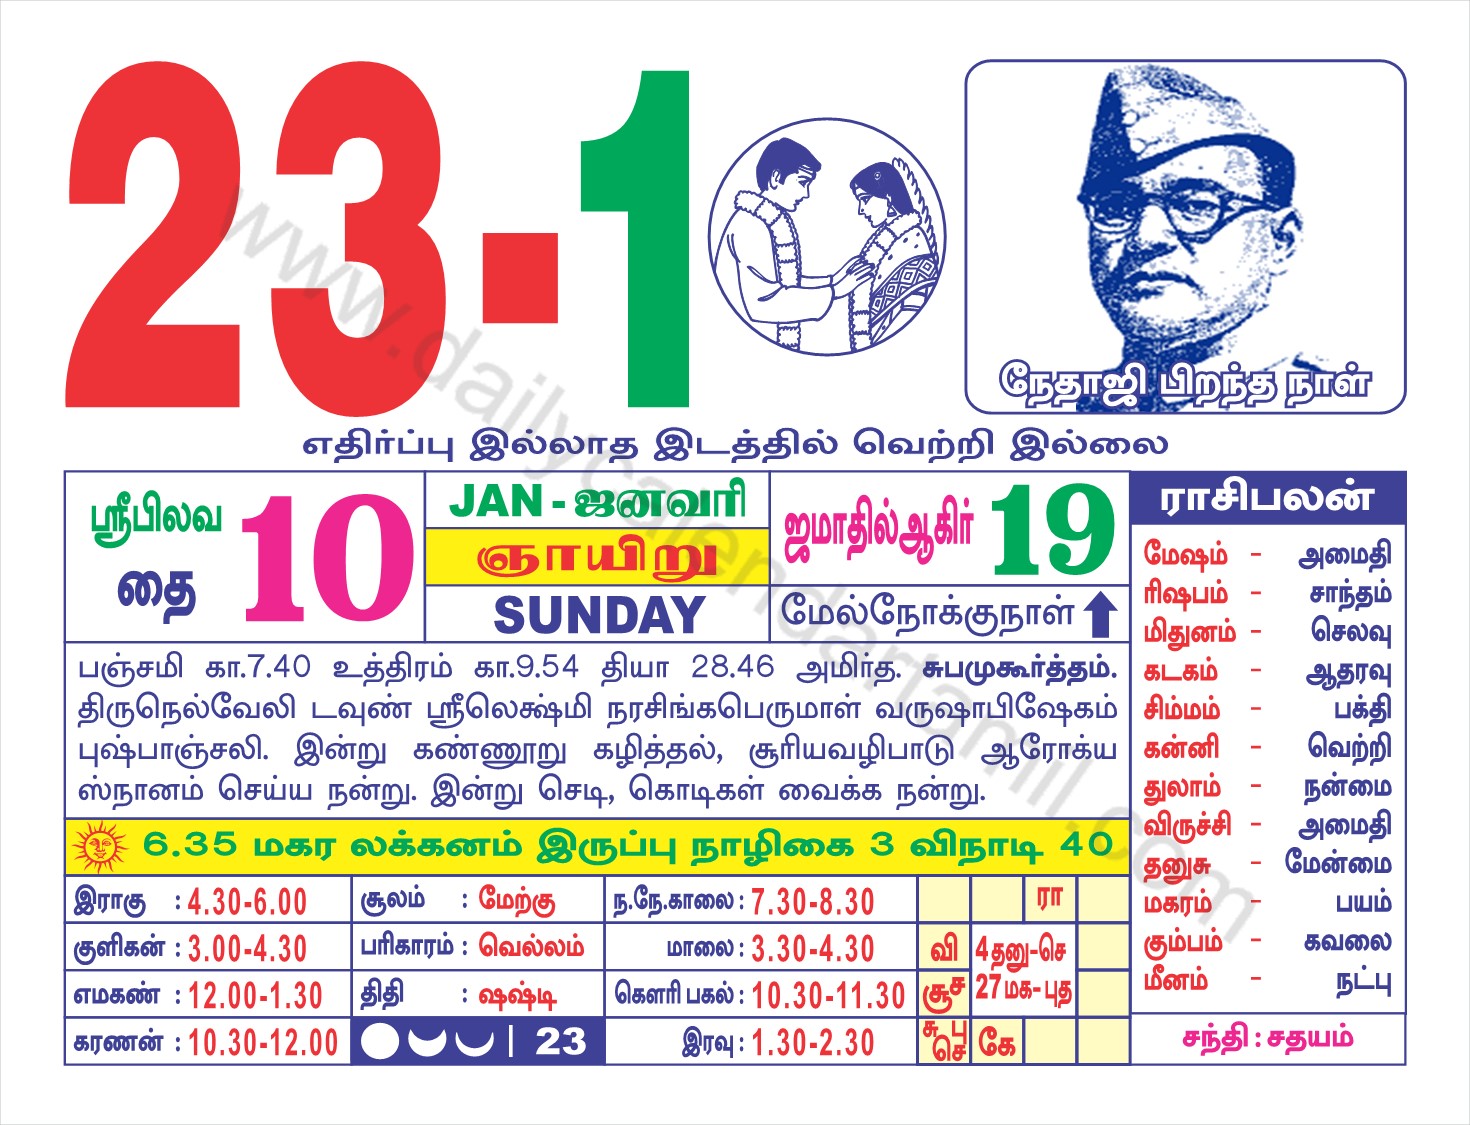 23-1
நேதாஜி பிறந்த நாள்
எதிர்ப்பு இல்லாத இடத்தில் வெற்றி இல்லை
ஸ்ரீபிலவ
தை 10
JAN - ஜனவரி
ஞாயிறு
SUNDAY
ஜமாதில்ஆகிர் 19
மேல்நோக்குநாள்
பஞ்சமி கா.7.40 உத்திரம் கா.9.54 தியா 28.46 அமிர்த. சுபமுகூர்த்தம்.
திருநெல்வேலி டவுண் ஸ்ரீலெக்ஷ்மி நரசிங்கபெருமாள் வருஷாபிஷேகம்
புஷ்பாஞ்சலி. இன்று கண்ணூறு கழித்தல், சூரியவழிபாடு ஆரோக்ய
ஸ்நானம் செய்ய நன்று. இன்று செடி, கொடிகள் வைக்க நன்று.
6.35 மகர லக்கனம் இருப்பு நாழிகை 3 விநாடி 40
இராகு : 4.30-6.00
குளிகன் : 3.00-4.30
எமகண் : 12.00-1.30
கரணன் : 10.30-12.00
சூலம் : மேற்கு
பரிகாரம் : வெல்லம்
திதி : ஷஷ்டி
23
ந.நே.காலை : 7.30-8.30
மாலை : 3.30-4.30
கௌரி பகல் : 10.30-11.30
இரவு : 1.30-2.30
ரா
வி
4 தனு-செ
சூ ச
27 மக- புத
சு பு
செ
கே
ராசிபலன்
மேஷம் - அமைதி
ரிஷபம் - சாந்தம்
மிதுனம் - செலவு
கடகம் - ஆதரவு
சிம்மம் - பக்தி
கன்னி - வெற்றி
துலாம் - நன்மை
விருச்சி - அமைதி
தனுசு - மேன்மை
மகரம் - பயம்
கும்பம் - கவலை
மீனம் - நட்பு
சந்தி : சதயம்
www.dailycalendartamil.com